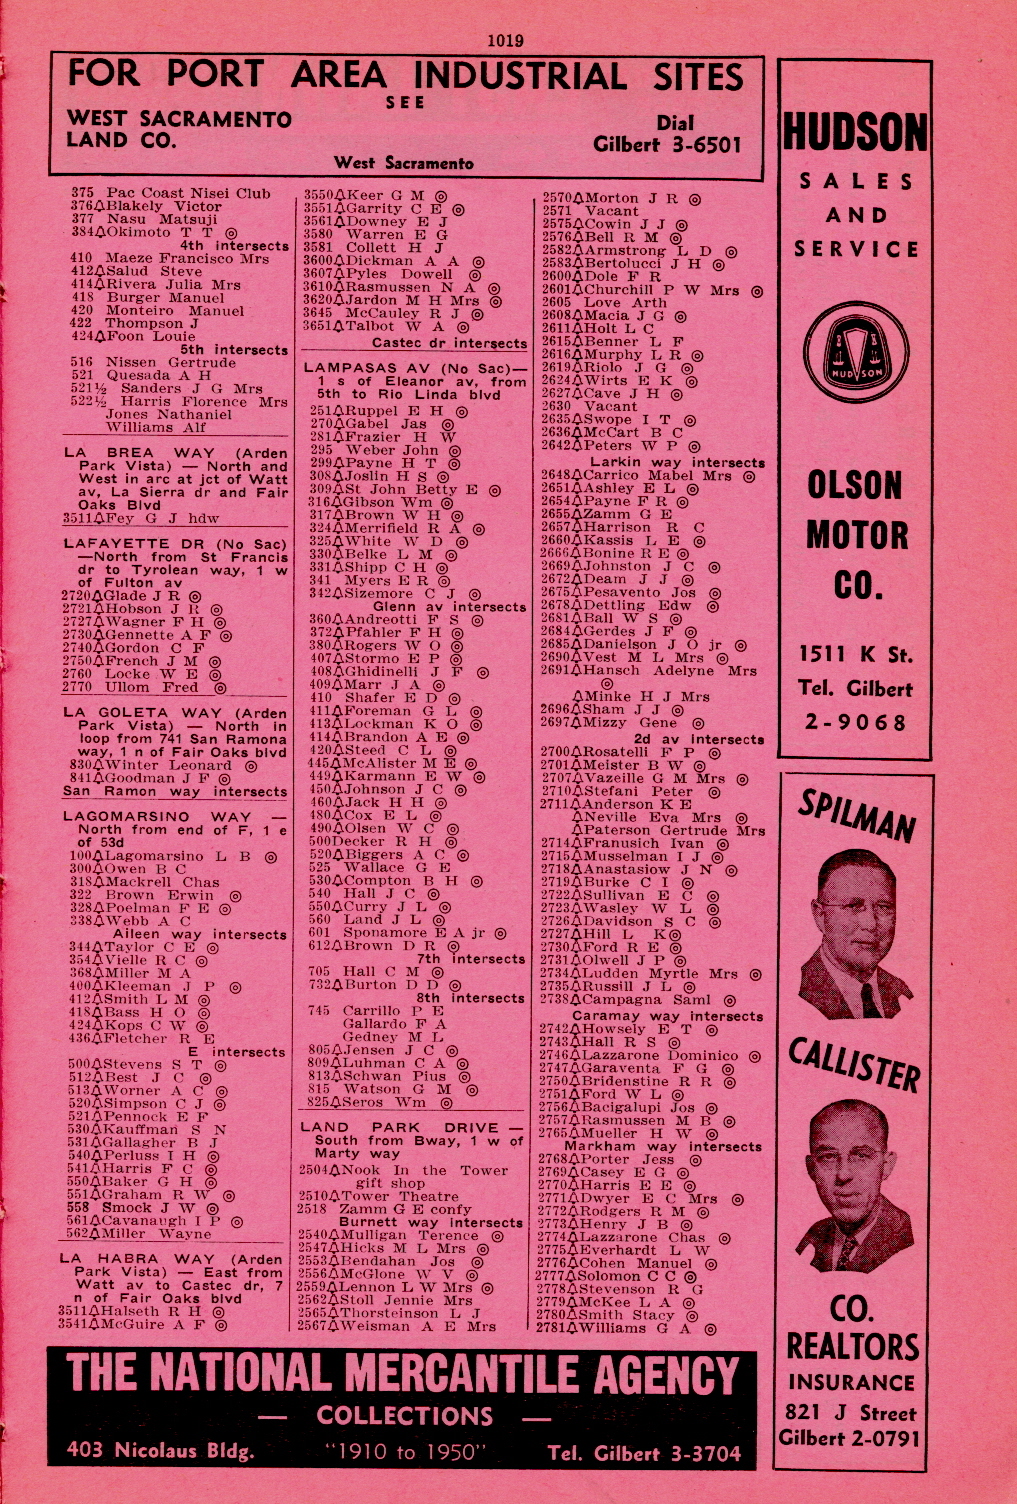 1019
FOR PORT AREA INDUSTRIAL SITES
SEE
WEST SACRAMENTO
LAND CO.
Dial
Gilbert 3-6501
West Sacramento
375 Pac Coast Nisei Club
376△Blakely Victor
377 Nasu Matsuji
384△Okimoto T T ◎
4th intersects
410 Maeze Francisco Mrs
412△Salud Steve
414△Rivera Julia Mrs
418 Burger Manuel
420 Monteiro Manuel
422 Thompson J
424△Foon Louie
5th intersects
516 Nissen Gertrude
521 Quesada A H
521½ Sanders J G Mrs
522½ Harris Florence Mrs
Jones Nathaniel
Williams Alf
LA BREA WAY (Arden
Park Vista) — North and
West in arc at jct of Watt
av, La Sierra dr and Fair
Oaks Blvd
3511△Fey G J hdw
LAFAYETTE DR (No Sac)
—North from St Francis
dr to Tyrolean way, 1 w
of Fulton av
2720△Glade J R ◎
2721△Hobson J R ◎
2727△Wagner F H ◎
2730△Gennette A F ◎
2740△Gordon C F
2750△French J M ◎
2760 Locke W E ◎
2770 Ullom Fred ◎
LA GOLETA WAY (Arden
Park Vista) — North in
loop from 741 San Ramona
way, 1 n of Fair Oaks blvd
830△Winter Leonard ◎
841△Goodman J F ◎
San Ramon way intersects
LAGOMARSINO WAY —
North from end of F, 1 e
of 53d
100△Lagomarsino L B ◎
300△Owen B C
318△Mackrell Chas
322 Brown Erwin ◎
328△Poelman F E ◎
338△Webb A C
Aileen way intersects
344△Taylor C E ◎
354△Vielle R C ◎
368△Miller M A
400△Kleeman J P ◎
412△Smith L M ◎
418△Bass H O ◎
424△Kops C W ◎
436△Fletcher R E
E intersects
500△Stevens S T ◎
512△Best J C ◎
513△Worner A C ◎
520△Simpson C J ◎
521△Pennock E F
530△Kauffman S N
531△Gallagher B J
540△Perluss I H ◎
541△Harris F C ◎
550△Baker G H ◎
551△Graham R W ◎
558 Smock J W ◎
561△Cavanaugh I P ◎
562△Miller Wayne
LA HABRA WAY (Arden
Park Vista) — East from
Watt av to Castec dr, 7
n of Fair Oaks blvd
3511△Halseth R H ◎
3541△McGuire A F ◎
3550△Keer G M ◎
3551△Garrity C E ◎
3561△Downey E J
3580 Warren E G
3581 Collett H J
3600△Dickman A A ◎
3607△Pyles Dowell ◎
3610△Rasmussen N A ◎
3620△Jardon M H Mrs ◎
3645 McCauley R J ◎
3651△Talbot W A ◎
Castec dr intersects
LAMPASAS AV (No Sac)—
1 s of Eleanor av, from
5th to Rio Linda blvd
251△Ruppel E H ◎
270△Gabel Jas ◎
281△Frazier H W
295 Weber John ◎
299△Payne H T ◎
308△Joslin H S ◎
309△St John Betty E ◎
316△Gibson Wm ◎
317△Brown W H ◎
324△Merrifield R A ◎
325△White W D ◎
330△Belke L M ◎
331△Shipp C H ◎
341 Myers E R ◎
342△Sizemore C J ◎
Glenn av intersects
360△Andreotti F S ◎
372△Pfahler F H ◎
380△Rogers W O ◎
407△Stormo E P ◎
408△Ghidinelli J F ◎
409△Marr J A ◎
410 Shafer E D ◎
411△Foreman G L ◎
413△Lockman K O ◎
414△Brandon A E ◎
420△Steed C L ◎
445△McAlister M E ◎
449△Karmann E W ◎
450△Johnson J C ◎
460△Jack H H ◎
480△Cox E L ◎
490△Olsen W C ◎
500Decker R H ◎
520△Biggers A C ◎
525 Wallace G E
530△Compton B H ◎
540 Hall J C ◎
550△Curry J L ◎
560 Land J L ◎
601 Sponamore E A jr ◎
612△Brown D R ◎
7th intersects
705 Hall C M ◎
732△Burton D D ◎
8th intersects
745 Carrillo P E
Gallardo F A
Gedney M L
805△Jensen J C ◎
809△Luhman C A ◎
813△Schwan Pius ◎
815 Watson G M ◎
825△Seros Wm ◎
LAND PARK DRIVE —
South from Bway, 1 w of
Marty way
2504△Nook In the Tower
gift shop
2510△Tower Theatre
2518 Zamm G E confy
Burnett way intersects
2540△Mulligan Terence ◎
2547△Hicks M L Mrs ◎
2553△Bendahan Jos ◎
2556△McGlone W V ◎
2559△Lennon L W Mrs ◎
2562△Stoll Jennie Mrs
2565△Thorsteinson L J
2567△Weisman A E Mrs
2570△Morton J R ◎
2571 Vacant
2575△Cowin J J ◎
2576△Bell R M ◎
2582△Armstrong L D ◎
2583△Bertolucci J H ◎
2600△Dole F R
2601△Churchill P W Mrs ◎
2605 Love Arth
2608△Macia J G ◎
2611△Holt L C
2615△Benner L F
2616△Murphy L R ◎
2619△Riolo J G ◎
2624△Wirts E K ◎
2627△Cave J H ◎
2630 Vacant
2635△Swope I T ◎
2636△McCart B C
2642△Peters W P ◎
Larkin way intersects
2648△Carrico Mabel Mrs ◎
2651△Ashley E L ◎
2654△Payne F R ◎
2655△Zamm G E
2657△Harrison R C
2660△Kassis L E ◎
2666△Bonine R E ◎
2669△Johnston J C ◎
2672△Deam J J ◎
2675△Pesavento Jos ◎
2678△Dettling Edw ◎
2681△Ball W S ◎
2684△Gerdes J F ◎
2685△Danielson J O jr ◎
2690△Vest M L Mrs ◎
2691△Hansch Adelyne Mrs
◎
△Minke H J Mrs
2696△Sham J J ◎
2697△Mizzy Gene ◎
2d av intersects
2700△Rosatelli F P ◎
2701△Meister B W ◎
2707△Vazeille G M Mrs ◎
2710△Stefani Peter ◎
2711△Anderson K E
△Neville Eva Mrs ◎
△Paterson Gertrude Mrs
2714△Franusich Ivan ◎
2715△Musselman I J ◎
2718△Anastasiow J N ◎
2719△Burke C I ◎
2722△Sullivan E C ◎
2723△Wasley W L ◎
2726△Davidson S C ◎
2727△Hill L K◎
2730△Ford R E ◎
2731△Olwell J P ◎
2734△Ludden Myrtle Mrs ◎
2735△Russill J L ◎
2738△Campagna Saml ◎
Caramay way intersects
2742△Howsely E T ◎
2743△Hall R S ◎
2746△Lazzarone Dominico ◎
2747△Garaventa F G ◎
2750△Bridenstine R R ◎
2751△Ford W L ◎
2756△Bacigalupi Jos ◎
2757△Rasmussen M B ◎
2765△Mueller H W ◎
Markham way intersects
2768△Porter Jess ◎
2769△Casey E G ◎
2770△Harris E E ◎
2771△Dwyer E C Mrs ◎
2772△Rodgers R M ◎
2773△Henry J B ◎
2774△Lazzarone Chas ◎
2775△Everhardt L W
2776△Cohen Manuel ◎
2777△Solomon C C ◎
2778△Stevenson R G
2779△McKee L A ◎
2780△Smith Stacy ◎
2781△Williams G A ◎
HUDSON
SALES
AND
SERVICE
HUDSON
OLSON
MOTOR
CO.
1511 K St.
Tel. Gilbert
2-9068
SPILMAN
CALLISTER
CO.
REALTORS
INSURANCE
821 J Street
Gilbert 2-0791
THE NATIONAL MERCANTILE AGENCY
— COLLECTIONS —
403 Nicolaus Bldg. "1910 to 1950" Tel. Gilbert 3-3704